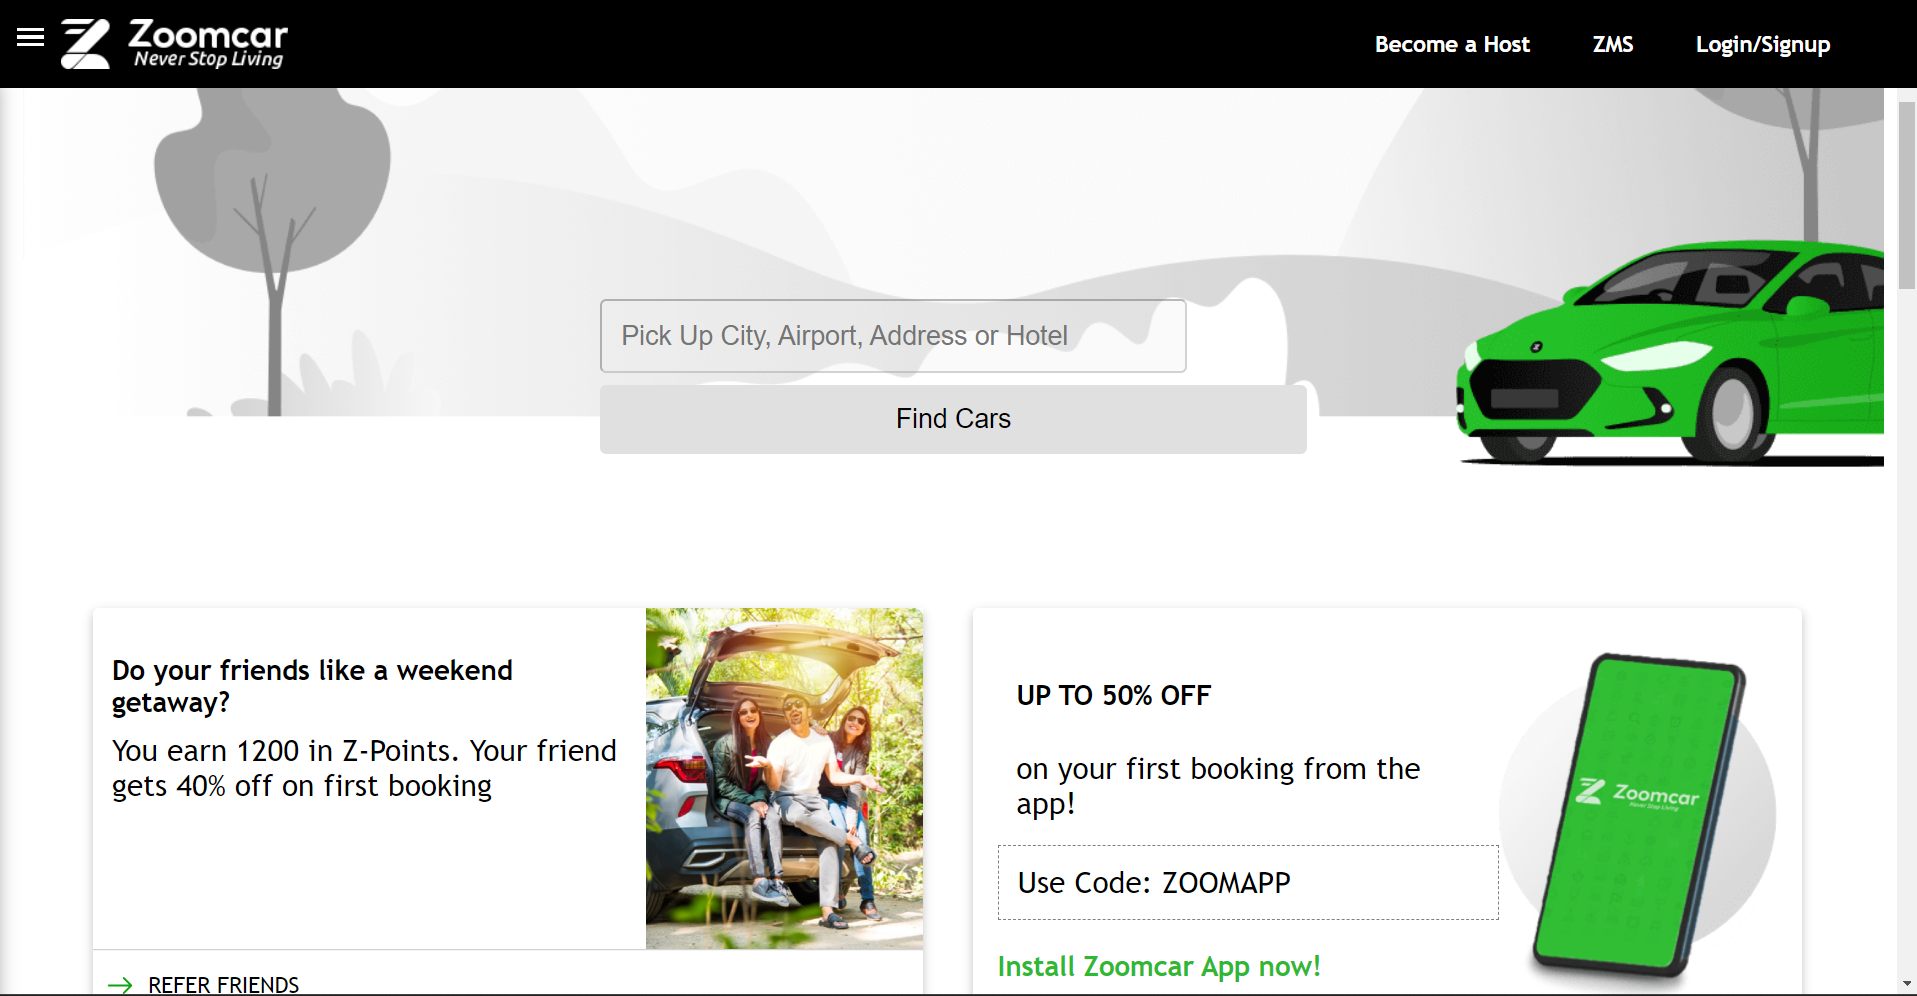 Zoomcar
Never Stop Living
Become a Host
ZMS
Login/Signup
Pick Up City, Airport, Address or Hotel
Find Cars
Do your friends like a weekend
getaway?
You earn 1200 in Z-Points. Your friend
gets 40% off on first booking
REFER FRIENDS
UP TO 50% OFF
on your first booking from the
app!
Use Code: ZOOMAPP
Install Zoomcar App now!
Zoomcar
Never Stop Living